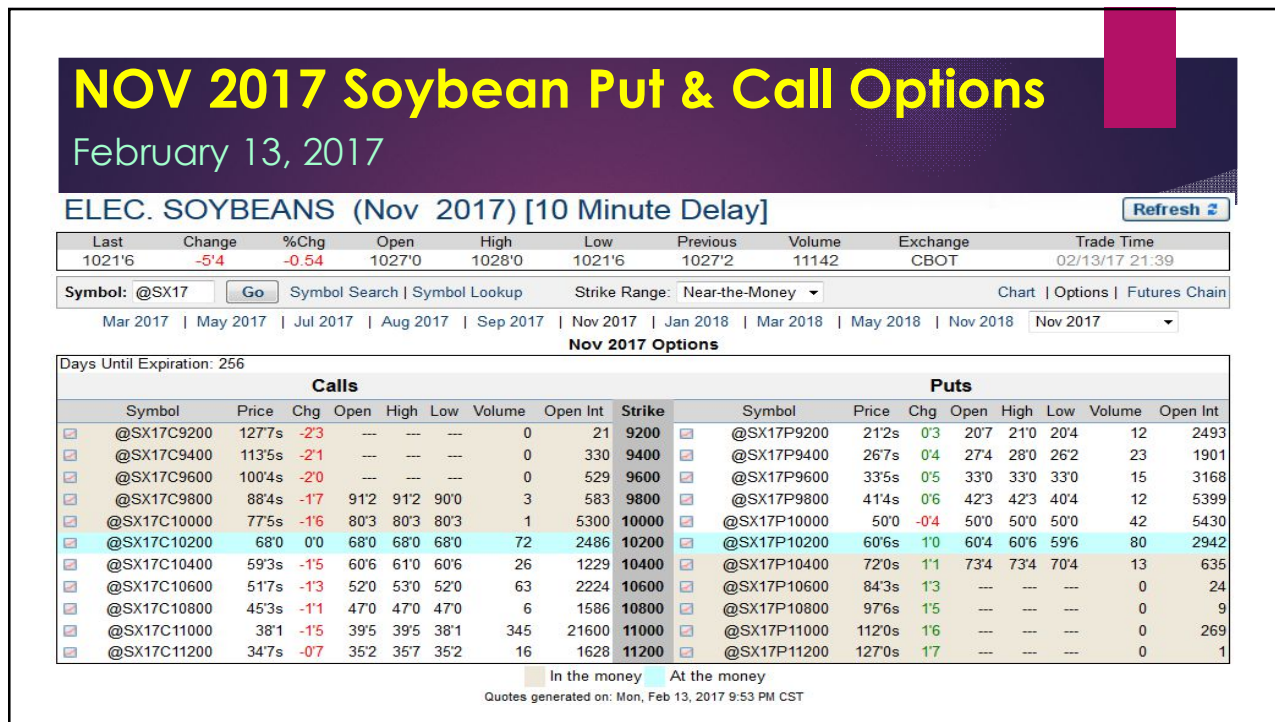 NOV 2017 Soybean Put & Call Options
February 13, 2017
ELEC. SOYBEANS (Nov 2017) [10 Minute Delay] Refresh
Last Change %Chg Open High Low Previous Volume Exchange Trade Time
1021'6 -5'4 -0.54 1027'0 1028'0 1021'6 1027'2 11142 CBOT 02/13/17 21:39
Symbol: @SX17 Go Symbol Search | Symbol Lookup Strike Range: Near-the-Money Chart | Options | Futures Chain
Mar 2017 | May 2017 | Jul 2017 | Aug 2017 | Sep 2017 | Nov 2017 | Jan 2018 | Mar 2018 | May 2018 | Nov 2018 Nov 2017
Nov 2017 Options
Days Until Expiration: 256
Calls Puts
Symbol Price Chg Open High Low Volume Open Int Strike Symbol Price Chg Open High Low Volume Open Int
@SX17C9200 127'7s -2'3 --- --- --- 0 21 9200 @SX17P9200 21'2s 0'3 20'7 21'0 20'4 12 2493
@SX17C9400 113'5s -2'1 --- --- --- 0 330 9400 @SX17P9400 26'7s 0'4 27'4 28'0 26'2 23 1901
@SX17C9600 100'4s -2'0 --- --- --- 0 529 9600 @SX17P9600 33'5s 0'5 33'0 33'0 33'0 15 3168
@SX17C9800 88'4s -1'7 91'2 91'2 90'0 3 583 9800 @SX17P9800 41'4s 0'6 42'3 42'3 40'4 12 5399
@SX17C10000 77'5s -1'6 80'3 80'3 80'3 1 5300 10000 @SX17P10000 50'0 -0'4 50'0 50'0 50'0 42 5430
@SX17C10200 68'0 0'0 68'0 68'0 68'0 72 2486 10200 @SX17P10200 60'6s 1'0 60'4 60'6 59'6 80 2942
@SX17C10400 59'3s -1'5 60'6 61'0 60'6 26 1229 10400 @SX17P10400 72'0s 1'1 73'4 73'4 70'4 13 635
@SX17C10600 51'7s -1'3 52'0 53'0 52'0 63 2224 10600 @SX17P10600 84'3s 1'3 --- --- --- 0 24
@SX17C10800 45'3s -1'1 47'0 47'0 47'0 6 1586 10800 @SX17P10800 97'6s 1'5 --- --- --- 0 9
@SX17C11000 38'1 -1'5 39'5 39'5 38'1 345 21600 11000 @SX17P11000 112'0s 1'6 --- --- --- 0 269
@SX17C11200 34'7s -0'7 35'2 35'7 35'2 16 1628 11200 @SX17P11200 127'0s 1'7 --- --- --- 0 1
In the money At the money
Quotes generated on: Mon, Feb 13, 2017 9:53 PM CST